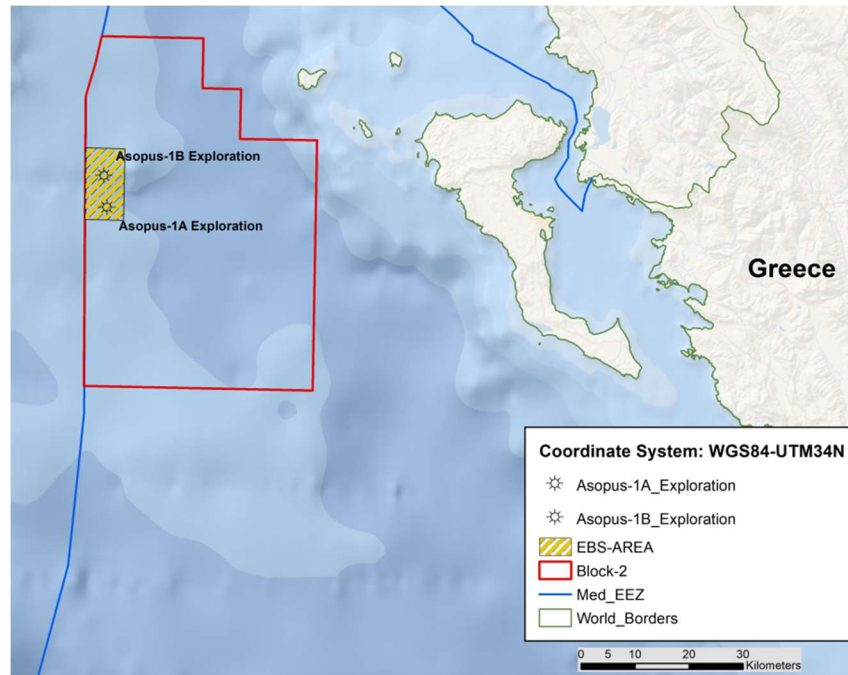 Asopus-1B Exploration
Asopus-1A Exploration
Greece
Coordinate System: WGS84-UTM34N
Asopus-1A_Exploration
Asopus-1B_Exploration
EBS-AREA
Block-2
Med_EEZ
World_Borders
0 5 10 20 30
Kilometers